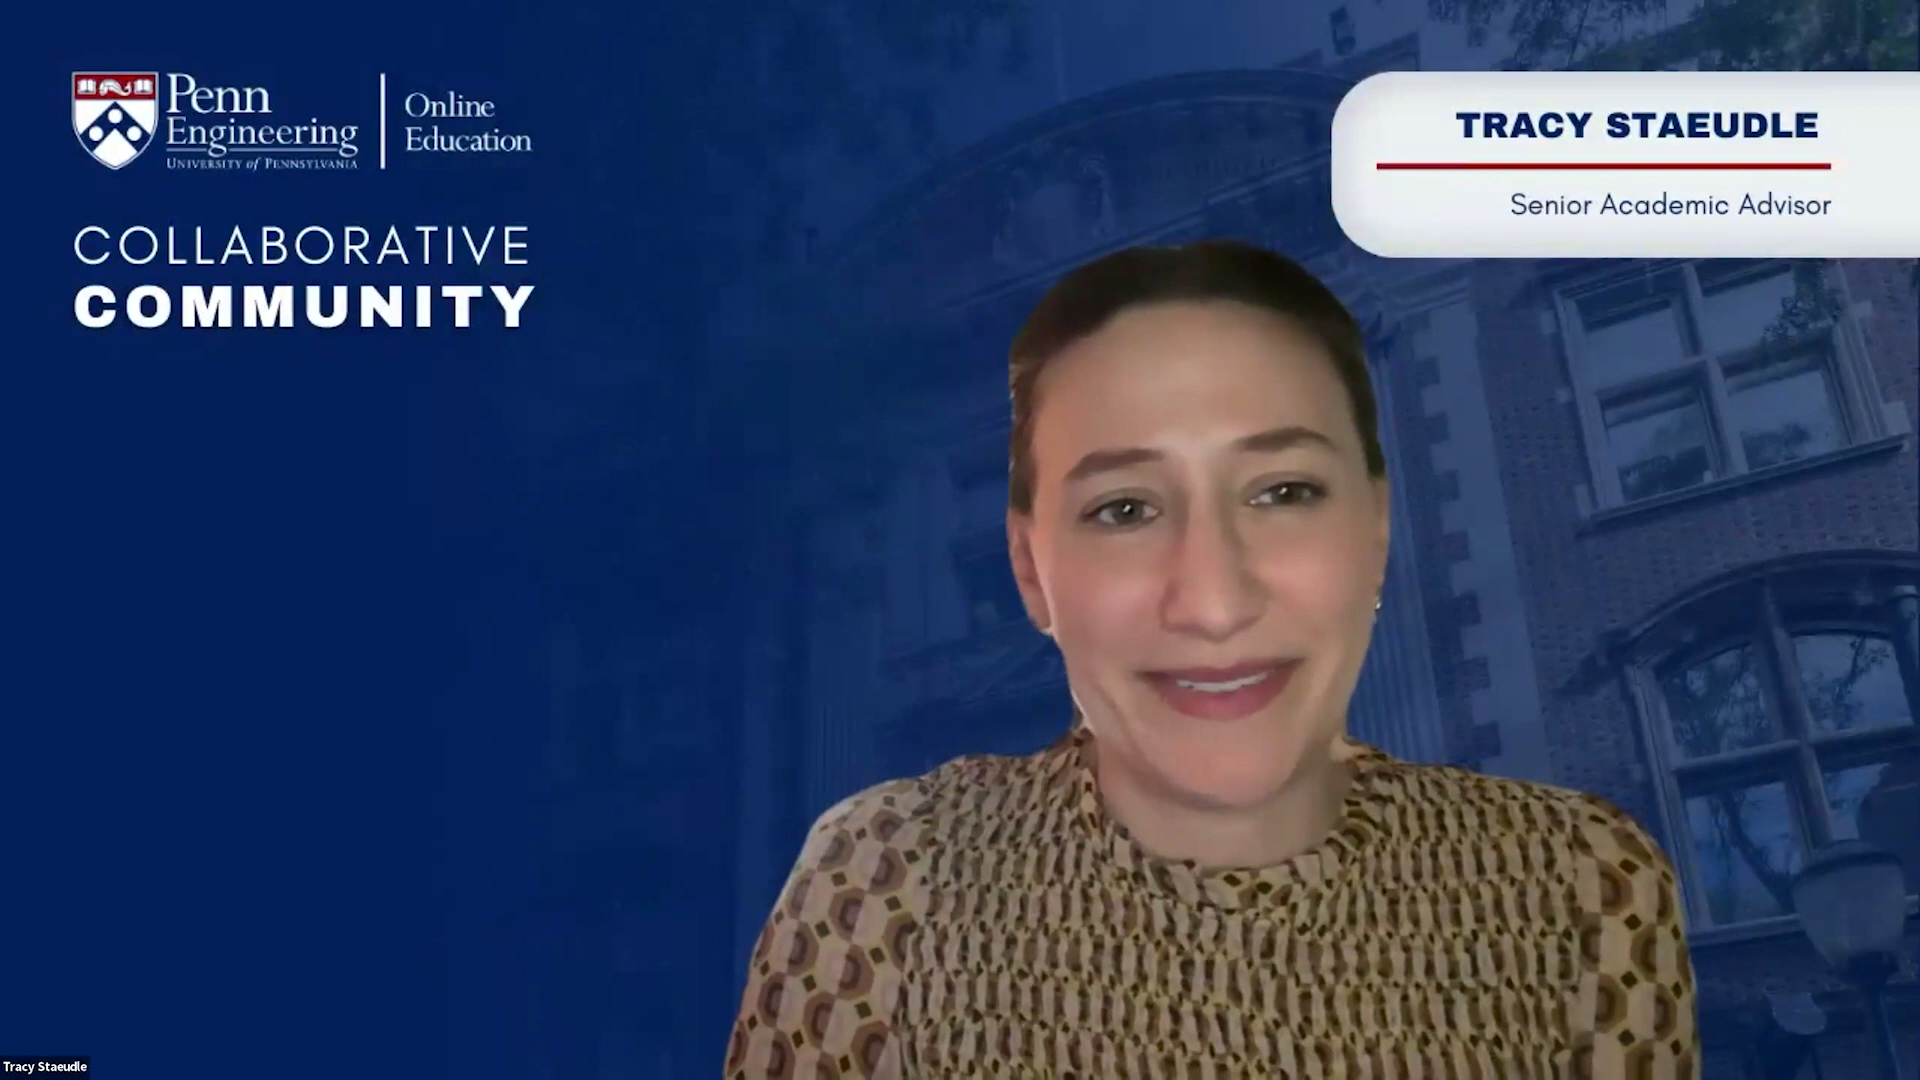 Penn
Engineering
UNIVERSITY of PENNSYLVANIA
Online
Education
COLLABORATIVE
COMMUNITY
TRACY STAEUDLE
Senior Academic Advisor
Tracy Staeudle